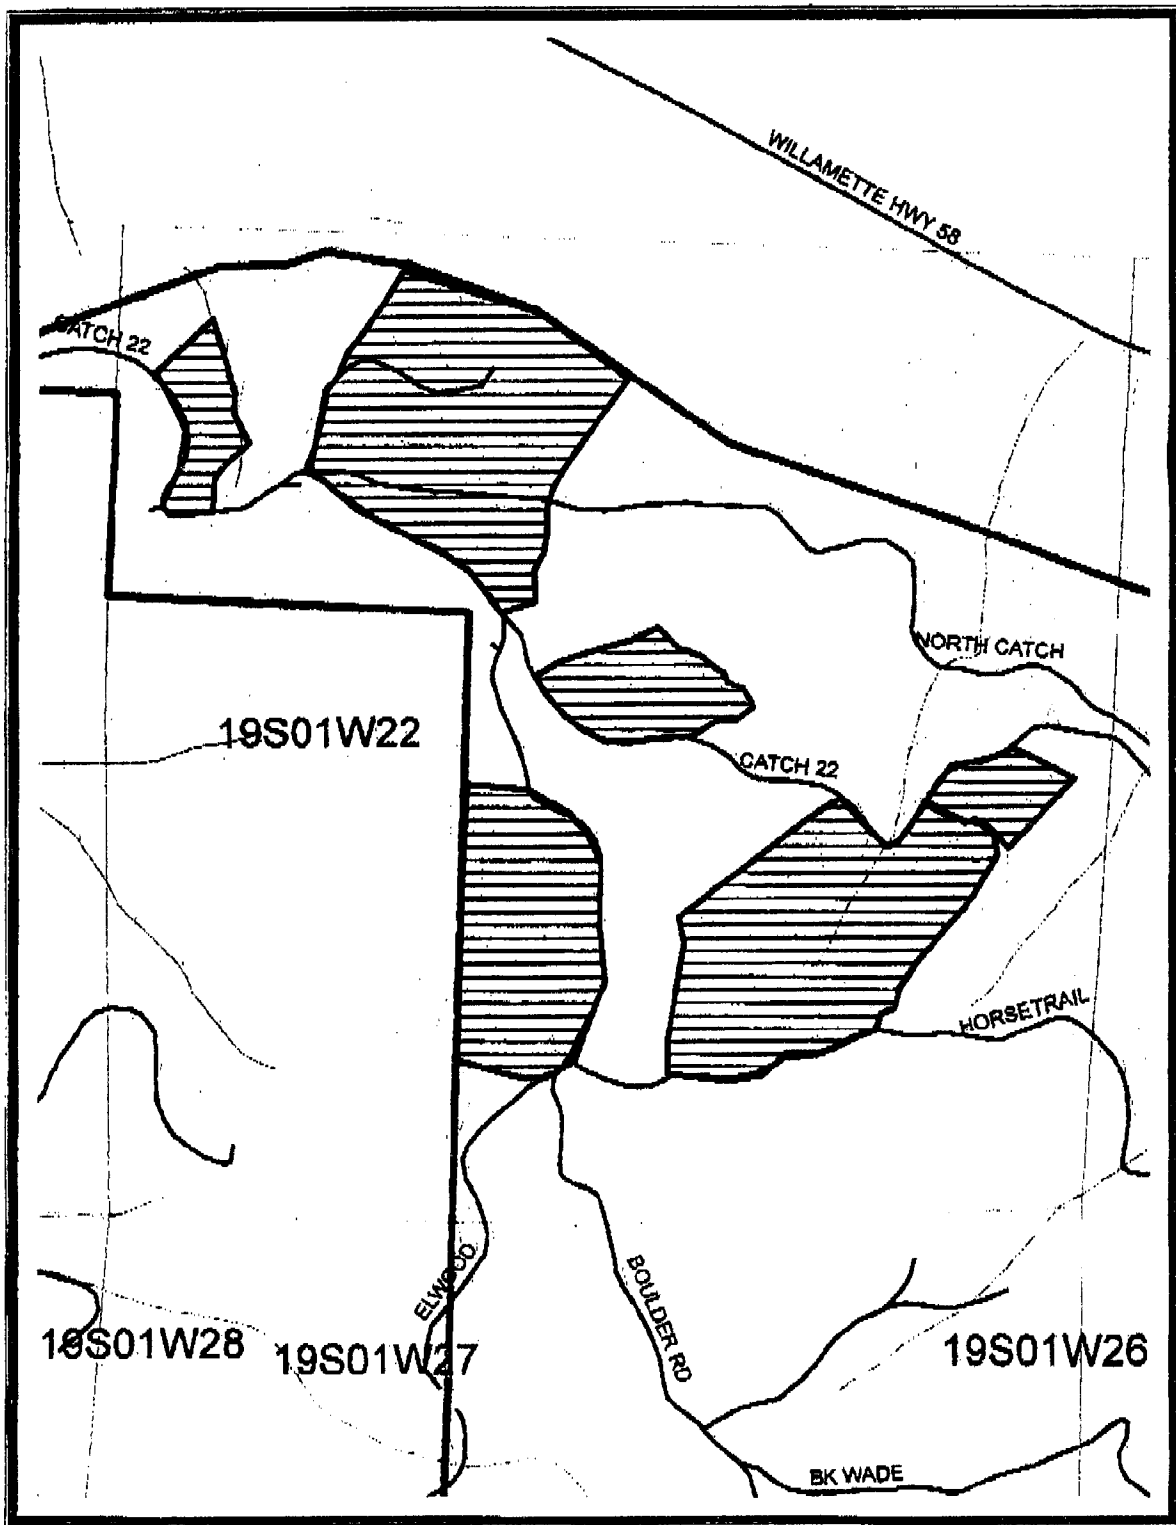 WILLAMETTE HWY 58
CATCH 22
NORTH CATCH
19S01W22
CATCH 22
HORSETRAIL
ELWOOD
BOULDER RD
19S01W28
19S01W27
19S01W26
BK WADE